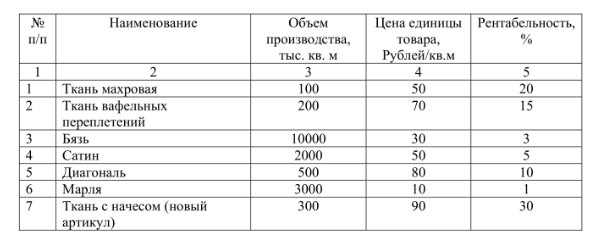 № Наименование Объем Цена единицы Рентабельность,
п/п производства, товара, %
тыс. кв. м Рублей/кв.м
1 2 3 4 5
1 Ткань махровая 100 50 20
2 Ткань вафельных 200 70 15
переплетений
3 Бязь 10000 30 3
4 Сатин 2000 50 5
5 Диагональ 500 80 10
6 Марля 3000 10 1
7 Ткань с начесом (новый 300 90 30
артикул)